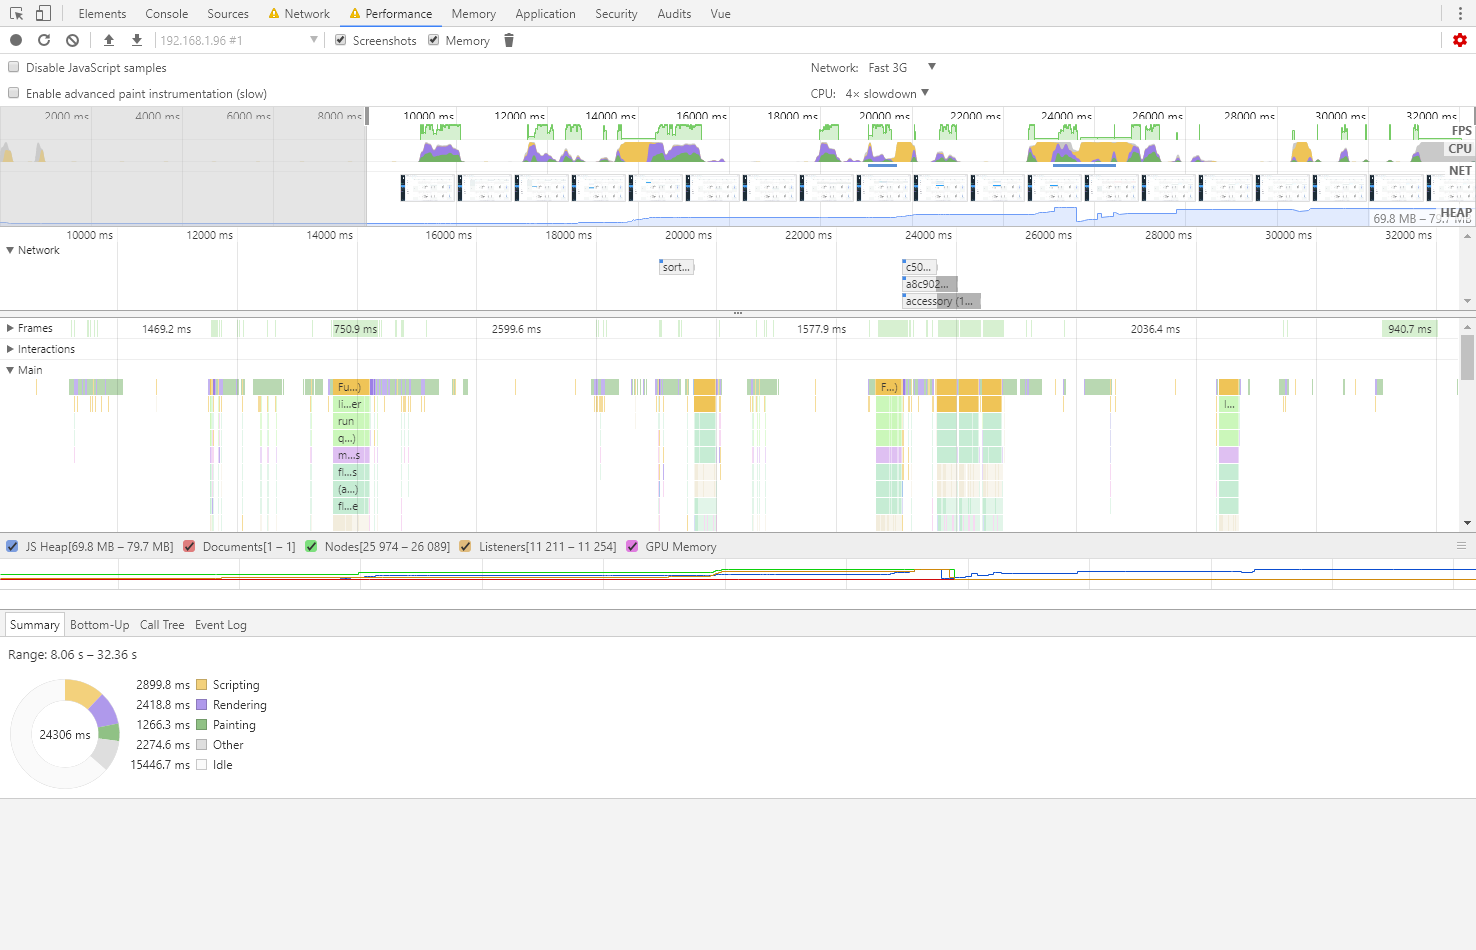 Elements Console Sources Network Performance Memory Application Security Audits Vue
192.168.1.96 #1 Screenshots Memory
Disable JavaScript samples Network: Fast 3G
Enable advanced paint instrumentation (slow) CPU: 4× slowdown
2000 ms 4000 ms 6000 ms 8000 ms 10000 ms 12000 ms 14000 ms 16000 ms 18000 ms 20000 ms 22000 ms 24000 ms 26000 ms 28000 ms 30000 ms 32000 ms
FPS
CPU
NET
HEAP
69.8 MB – 79.7 MB
10000 ms 12000 ms 14000 ms 16000 ms 18000 ms 20000 ms 22000 ms 24000 ms 26000 ms 28000 ms 30000 ms 32000 ms
Network
sort... c50...
a8c902...
accessory (1...
Frames 1469.2 ms 750.9 ms 2599.6 ms 1577.9 ms 2036.4 ms 940.7 ms
Interactions
Main
Fu...) F...)
li...er l...
run
q...)
m...s
fl...s
(a...)
fl...e
JS Heap[69.8 MB – 79.7 MB] Documents[1 – 1] Nodes[25 974 – 26 089] Listeners[11 211 – 11 254] GPU Memory
Summary Bottom-Up Call Tree Event Log
Range: 8.06 s – 32.36 s
2899.8 ms Scripting
2418.8 ms Rendering
1266.3 ms Painting
24306 ms
2274.6 ms Other
15446.7 ms Idle